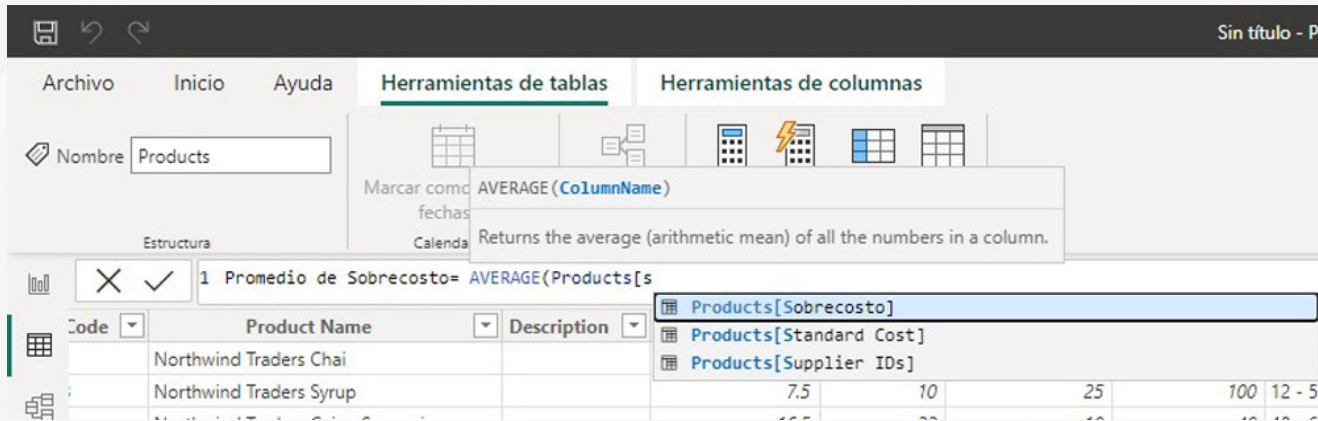 Sin título - P
Archivo Inicio Ayuda Herramientas de tablas Herramientas de columnas
Nombre Products
Marcar como
fechas
Estructura
Calenda
AVERAGE(ColumnName)
Returns the average (arithmetic mean) of all the numbers in a column.
1 Promedio de Sobrecosto= AVERAGE(Products[s
Products[Sobrecosto]
Products[Standard Cost]
Products[Supplier IDs]
Code Product Name Description
Northwind Traders Chai
Northwind Traders Syrup 7.5 10 25 100 12 - 5